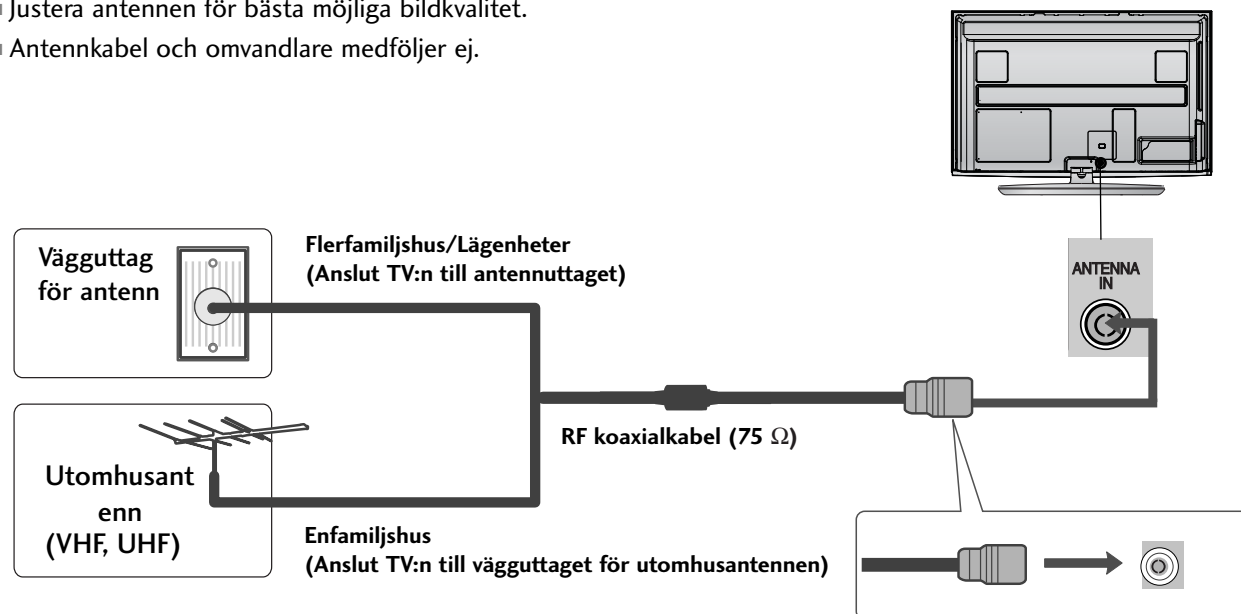 Justera antennen för bästa möjliga bildkvalitet.
Antennkabel och omvandlare medföljer ej.
Vägguttag
för antenn
Flerfamiljshus/Lägenheter
(Anslut TV:n till antennuttaget)
ANTENNA
IN
RF koaxialkabel (75 Ω)
Utomhusant
enn
(VHF, UHF)
Enfamiljshus
(Anslut TV:n till vägguttaget för utomhusantennen)